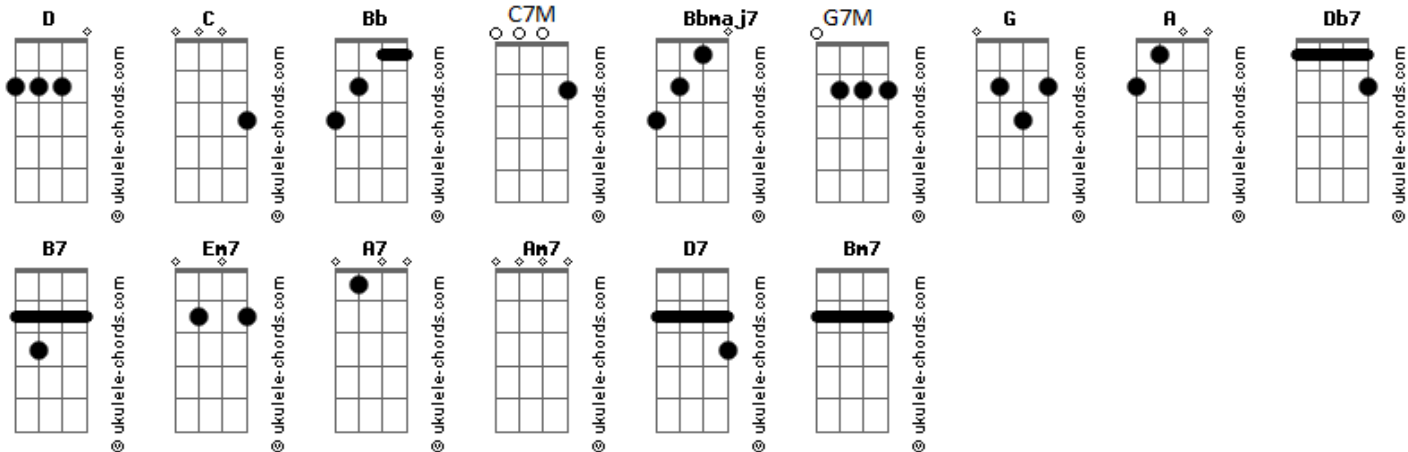 D C Bb C7M Bbmaj7 G7M G A Db7
© ukulele-chords.com © ukulele-chords.com © ukulele-chords.com © ukulele-chords.com © ukulele-chords.com © ukulele-chords.com © ukulele-chords.com © ukulele-chords.com © ukulele-chords.com
B7 Em7 A7 Am7 D7 Bm7
© ukulele-chords.com © ukulele-chords.com © ukulele-chords.com © ukulele-chords.com © ukulele-chords.com © ukulele-chords.com